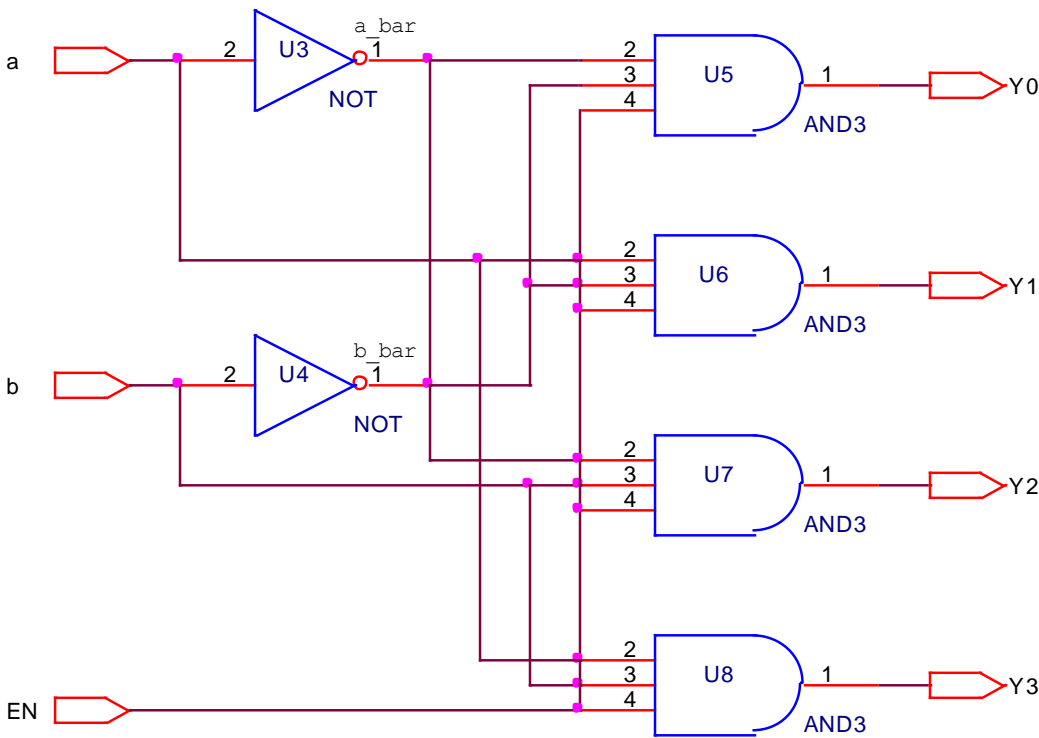 a_bar
a 2 U3 1 2 U5 1 Y0
NOT 3
4 AND3
2 U6 1 Y1
3
4 AND3
b_bar
b 2 U4 1
NOT
2 U7 1 Y2
3
4 AND3
2 U8 1 Y3
3
EN 4 AND3